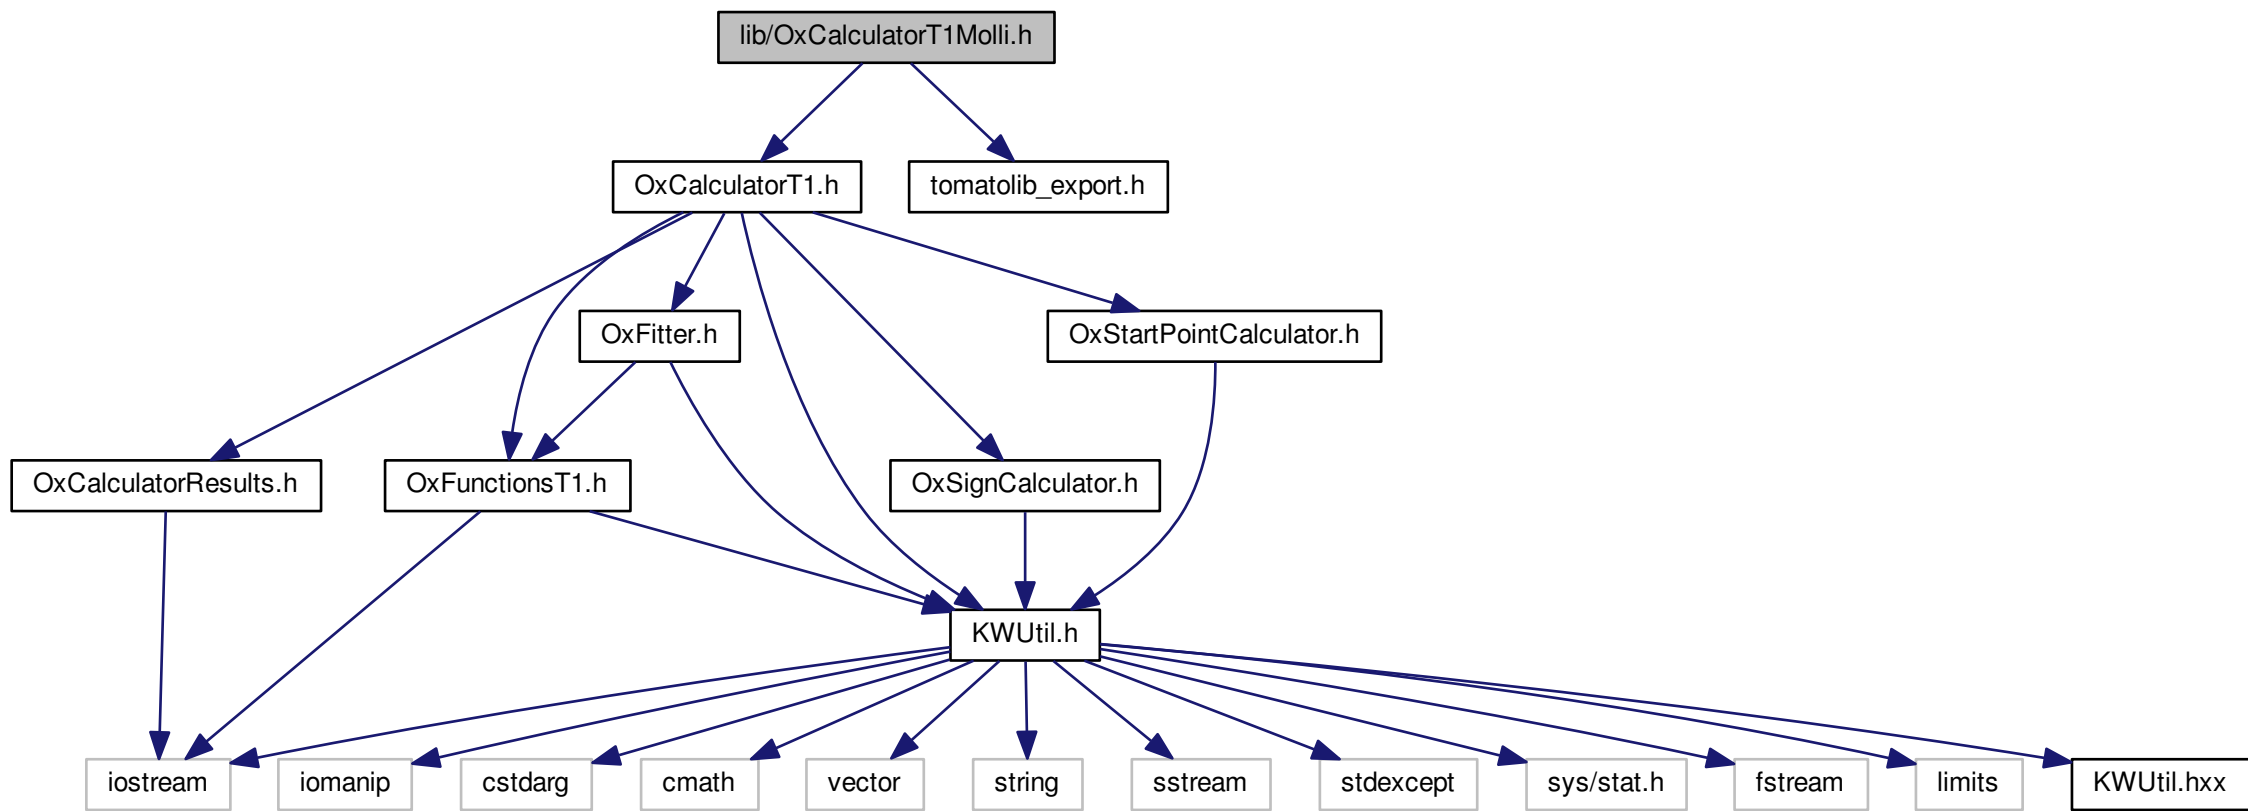 lib/OxCalculatorT1Molli.h
OxCalculatorT1.h
tomatolib_export.h
OxFitter.h
OxStartPointCalculator.h
OxCalculatorResults.h
OxFunctionsT1.h
OxSignCalculator.h
KWUtil.h
iostream
iomanip
cstdarg
cmath
vector
string
sstream
stdexcept
sys/stat.h
fstream
limits
KWUtil.hxx